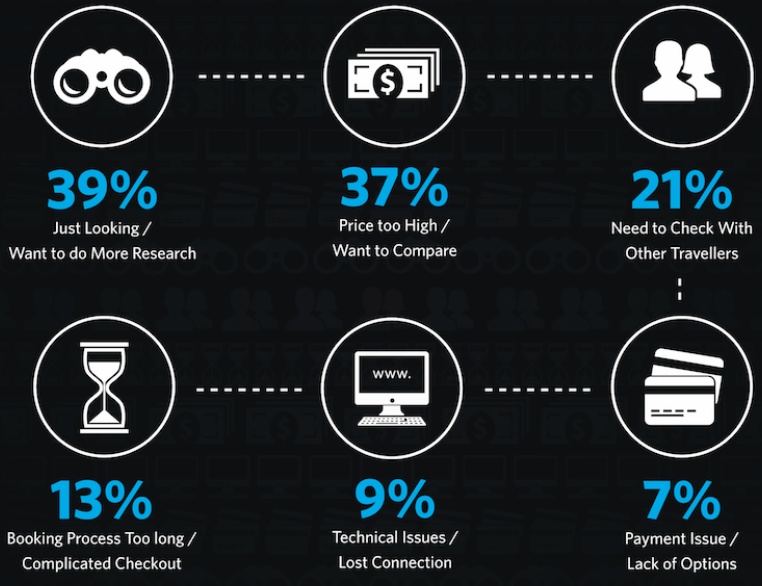 39%
Just Looking /
Want to do More Research
37%
Price too High /
Want to Compare
21%
Need to Check With
Other Travellers
13%
Booking Process Too long /
Complicated Checkout
www.
9%
Technical Issues /
Lost Connection
7%
Payment Issue /
Lack of Options